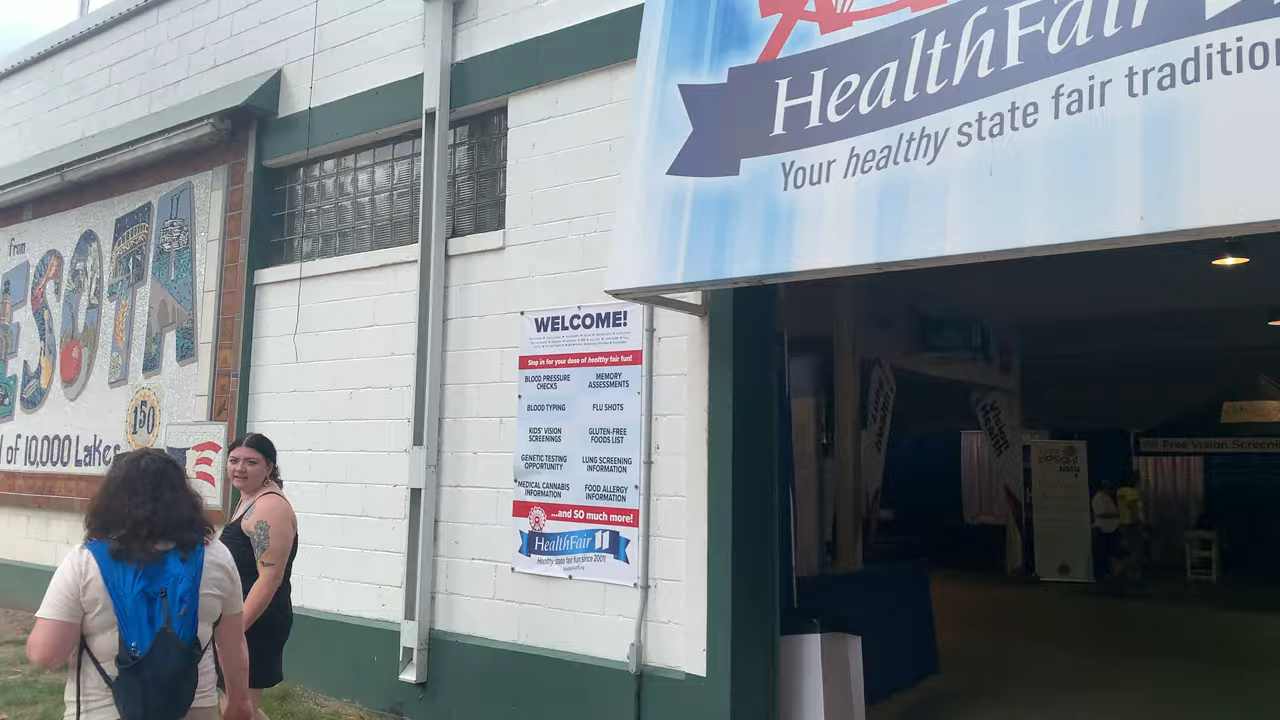 HealthFair
Your healthy state fair tradition
from
ESOTA
150
of 10,000 Lakes
WELCOME!
Stop in for your dose of healthy fair fun!
BLOOD PRESSURE
CHECKS
MEMORY
ASSESSMENTS
BLOOD TYPING
FLU SHOTS
KIDS' VISION
SCREENINGS
GLUTEN-FREE
FOODS LIST
GENETIC TESTING
OPPORTUNITY
LUNG SCREENING
INFORMATION
MEDICAL CANNABIS
INFORMATION
FOOD ALLERGY
INFORMATION
...and SO much more!
HealthFair 11
Healthy state fair fun since 2001!
Free Vision Screening